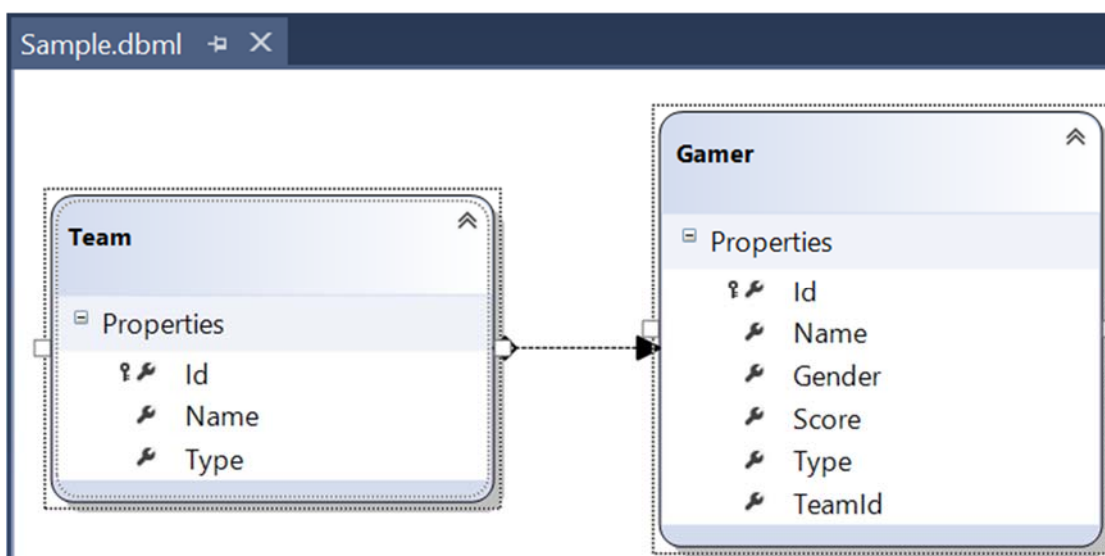 Sample.dbml
Team
Properties
Id
Name
Type
Gamer
Properties
Id
Name
Gender
Score
Type
TeamId